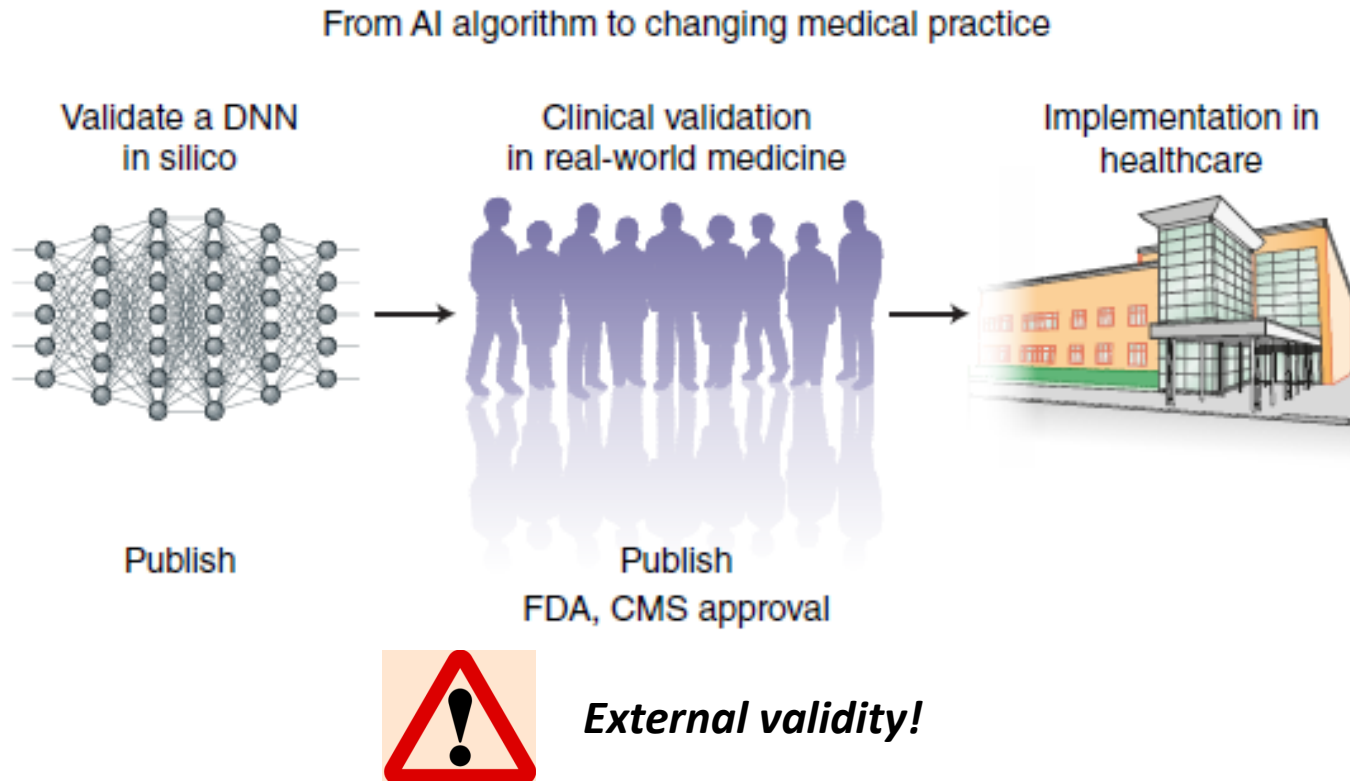 From AI algorithm to changing medical practice
Validate a DNN
in silico
Clinical validation
in real-world medicine
Implementation in
healthcare
Publish
Publish
FDA, CMS approval
External validity!